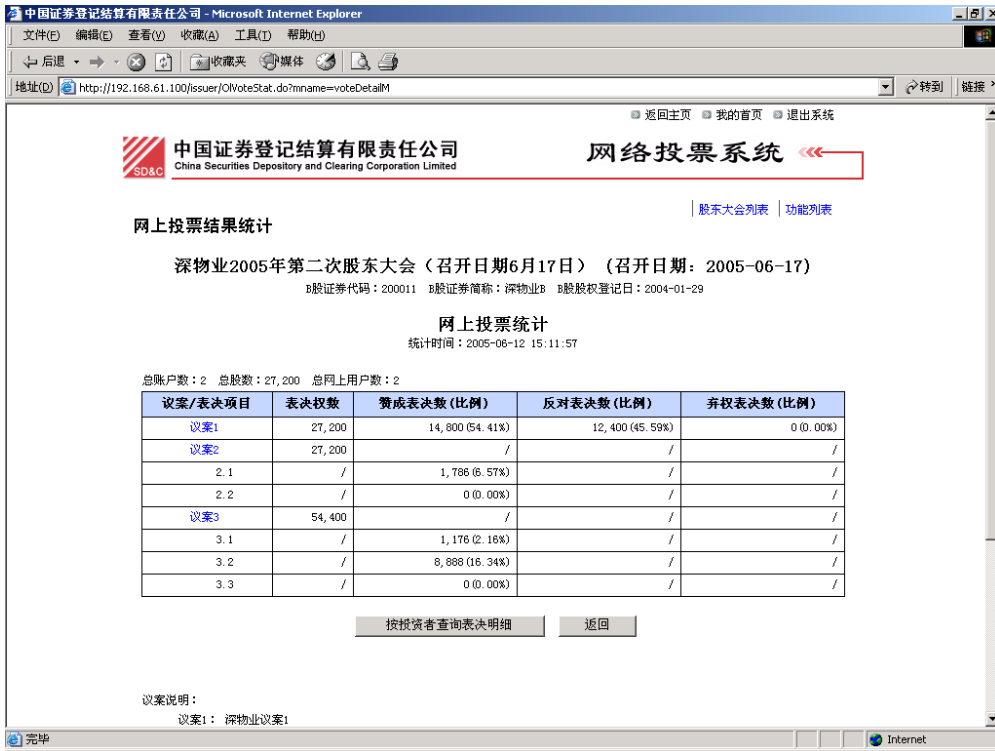 中国证券登记结算有限责任公司 - Microsoft Internet Explorer
文件(F) 编辑(E) 查看(V) 收藏(A) 工具(T) 帮助(H)
后退 收藏夹 媒体
地址(D) http://192.168.61.100/issuer/OlVoteStat.do?mname=voteDetailM 转到 链接
返回主页 我的首页 退出系统
SD&C 中国证券登记结算有限责任公司 网络投票系统
China Securities Depository and Clearing Corporation Limited
股东大会列表 功能列表
网上投票结果统计
深物业2005年第二次股东大会（召开日期6月17日） (召开日期：2005-06-17)
B股证券代码：200011 B股证券简称：深物业B B股股权登记日：2004-01-29
网上投票统计
统计时间：2005-06-12 15:11:57
总账户数：2 总股数：27,200 总网上用户数：2
议案/表决项目 表决权数 赞成表决数(比例) 反对表决数(比例) 弃权表决数(比例)
议案1 27,200 14,800(54.41%) 12,400(45.59%) 0(0.00%)
议案2 27,200 / / /
2.1 / 1,786(6.57%) / /
2.2 / 0(0.00%) / /
议案3 54,400 / / /
3.1 / 1,176(2.16%) / /
3.2 / 8,888(16.34%) / /
3.3 / 0(0.00%) / /
按投资者查询表决明细 返回
议案说明：
议案1： 深物业议案1
完毕 Internet